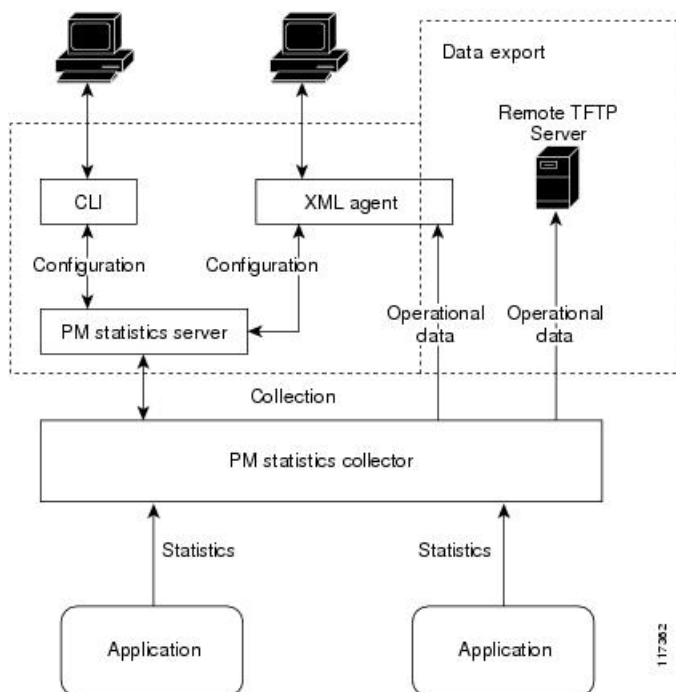 Data export
Remote TFTP
Server
CLI
XML agent
Configuration
Configuration
PM statistics server
Operational
data
Operational
data
Collection
PM statistics collector
Statistics
Statistics
Application
Application
117362